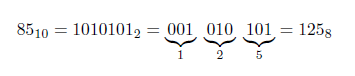 85₁₀ = 1010101₂ = 001 010 101 = 125₈
1 2 5